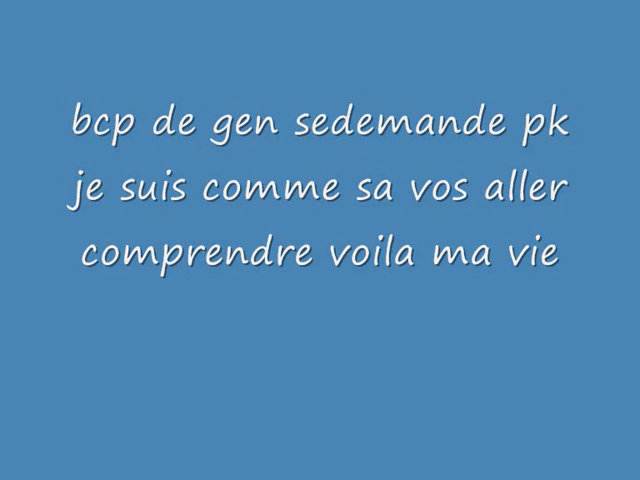 bcp de gen sedemande pk
je suis comme sa vos aller
comprendre voila ma vie